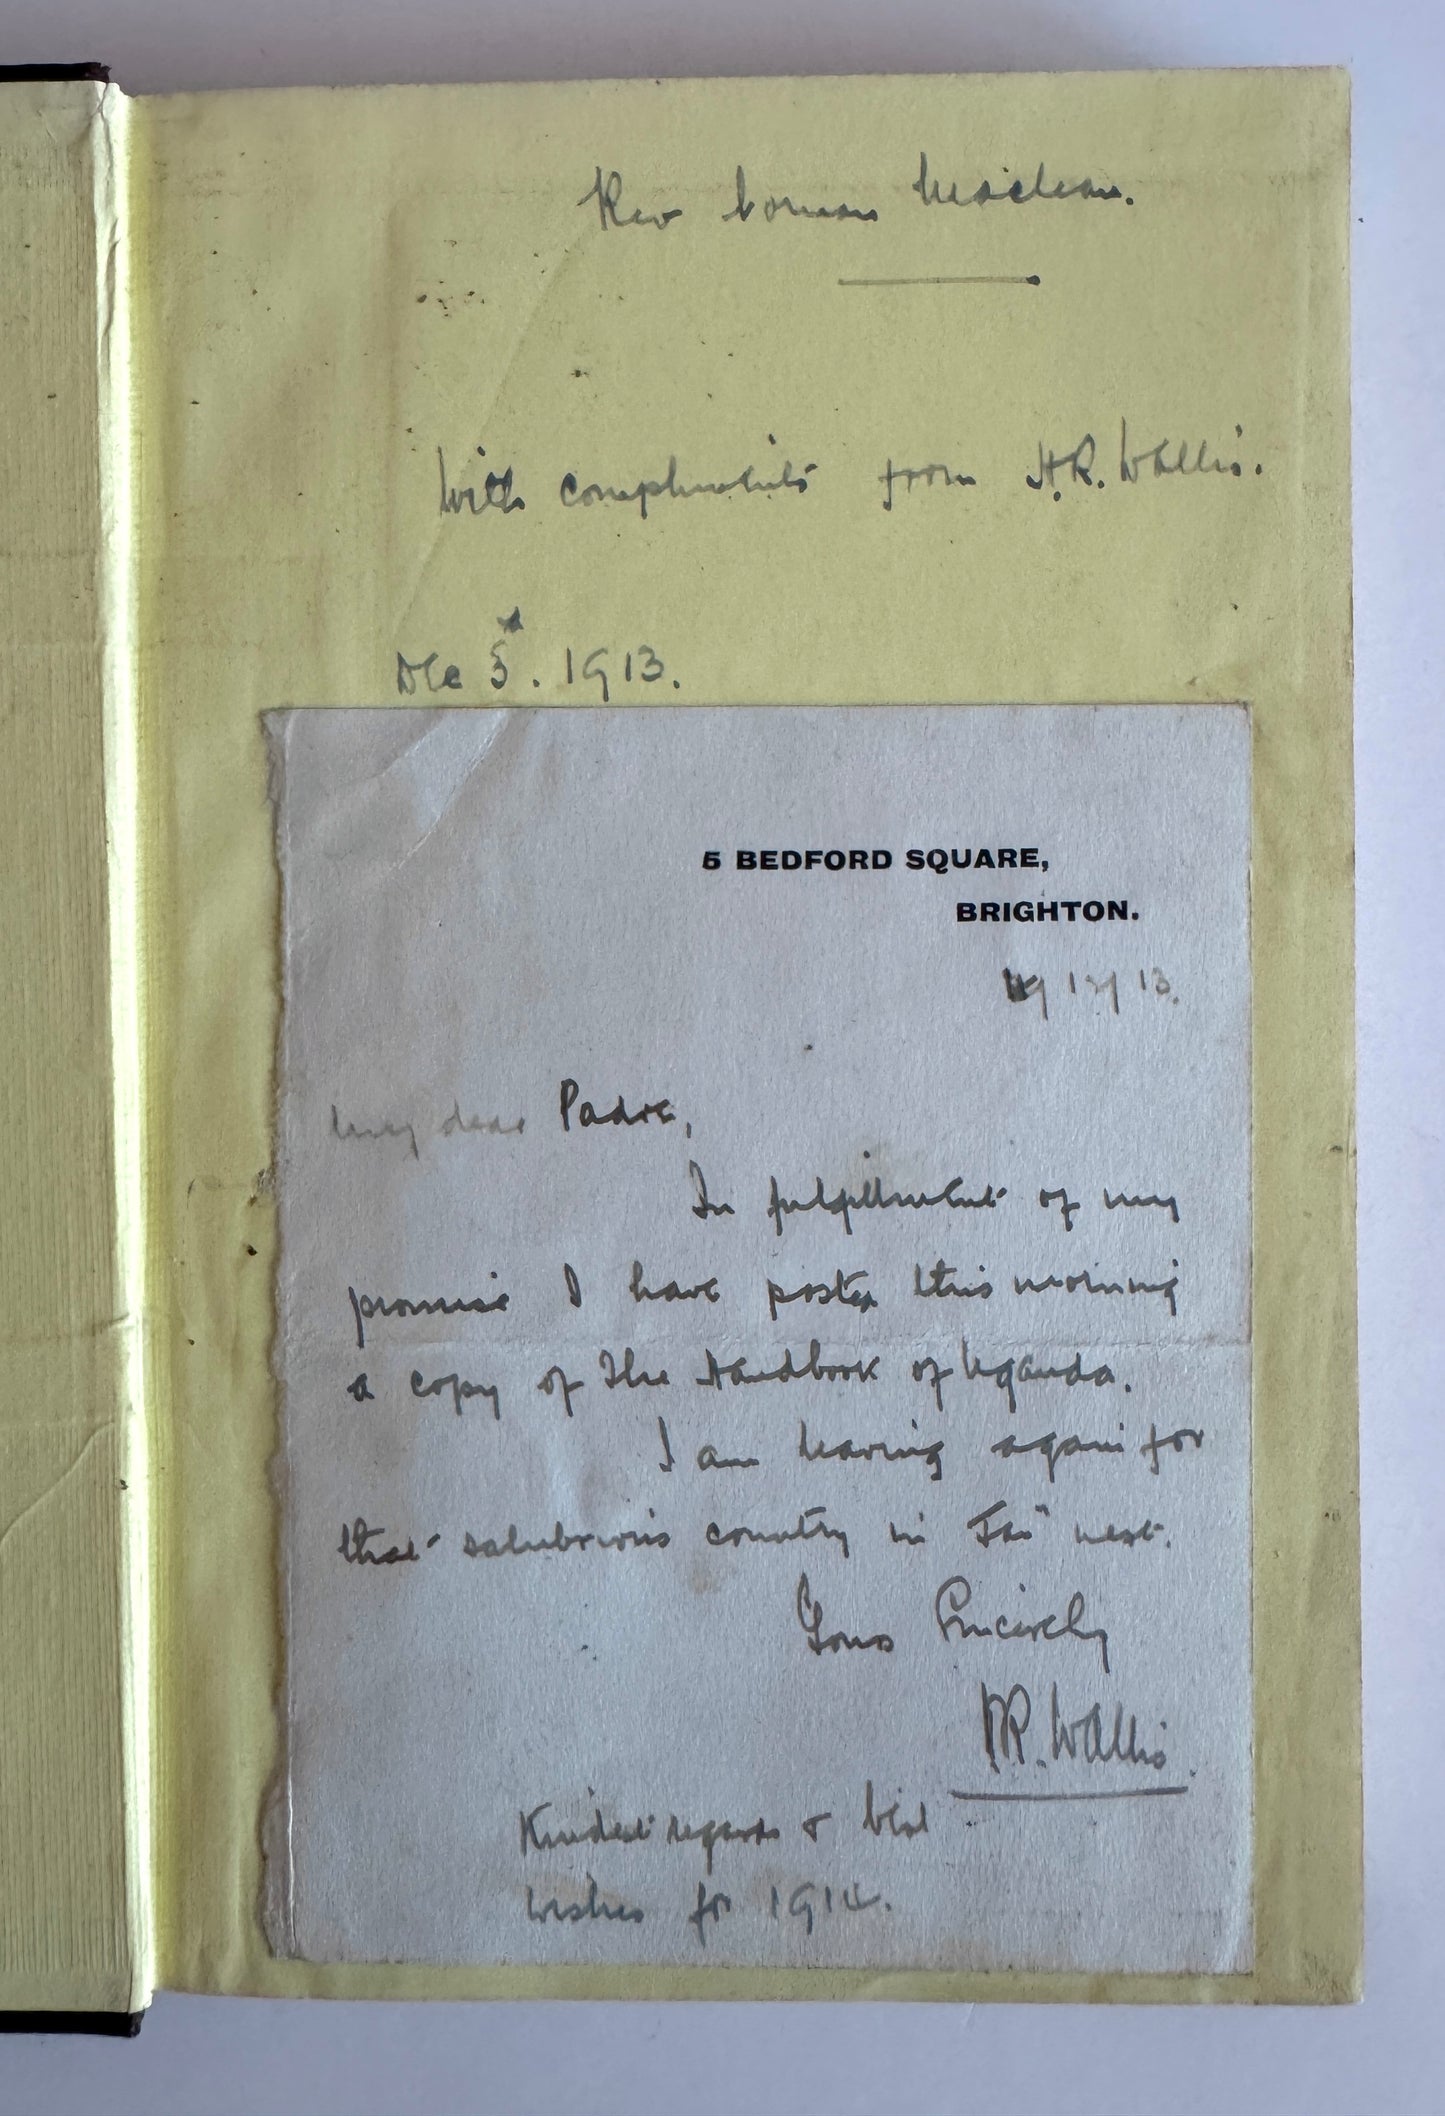 Rev Norman Maclean.
With compliments from H.R. Wallis.
Dec 3. 1913.
5 BEDFORD SQUARE,
BRIGHTON.
My dear Padre,
In fulfillment of my
promise I have posted this morning
a copy of the Handbook of Uganda.
I am leaving again for
that salubrious country in Jan next.
Yours Sincerely
HR. Wallis.
Kindest regards & best
wishes for 1914.